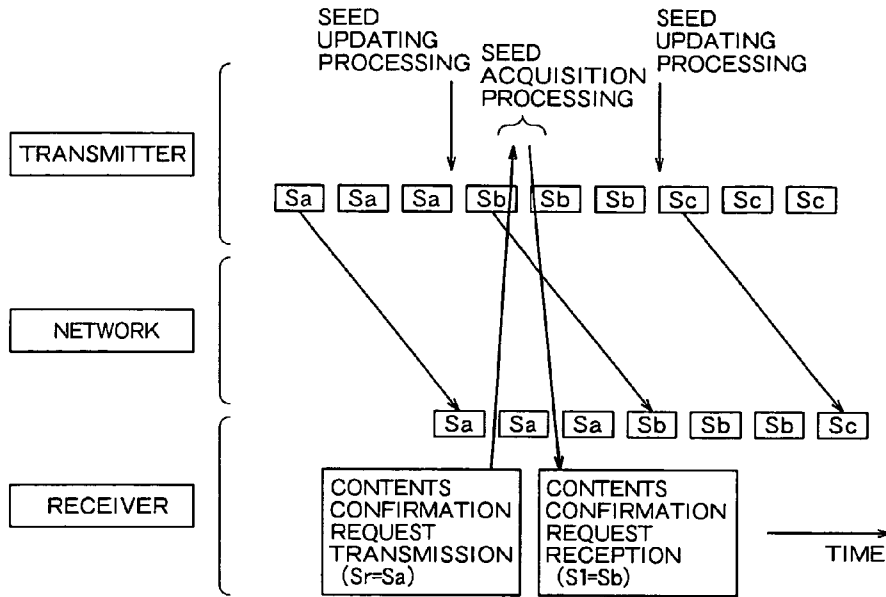 SEED
UPDATING
PROCESSING
SEED
ACQUISITION
PROCESSING
SEED
UPDATING
PROCESSING
TRANSMITTER
Sa Sa Sa Sb Sb Sb Sc Sc Sc
NETWORK
Sa Sa Sa Sb Sb Sb Sc
RECEIVER
CONTENTS
CONFIRMATION
REQUEST
TRANSMISSION
(Sr=Sa)
CONTENTS
CONFIRMATION
REQUEST
RECEPTION
(S1=Sb)
TIME